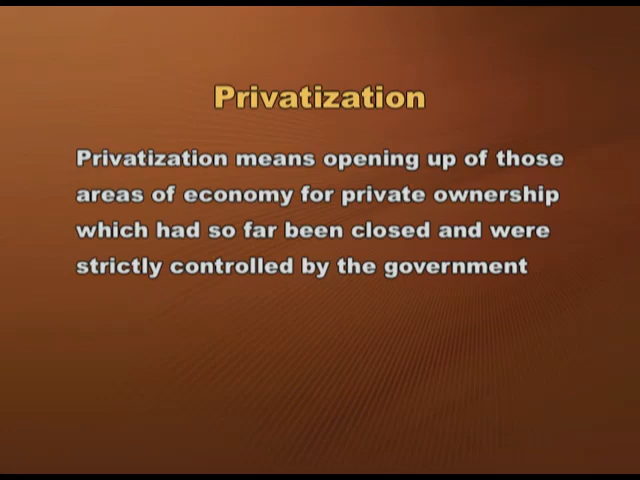 Privatization
Privatization means opening up of those
areas of economy for private ownership
which had so far been closed and were
strictly controlled by the government